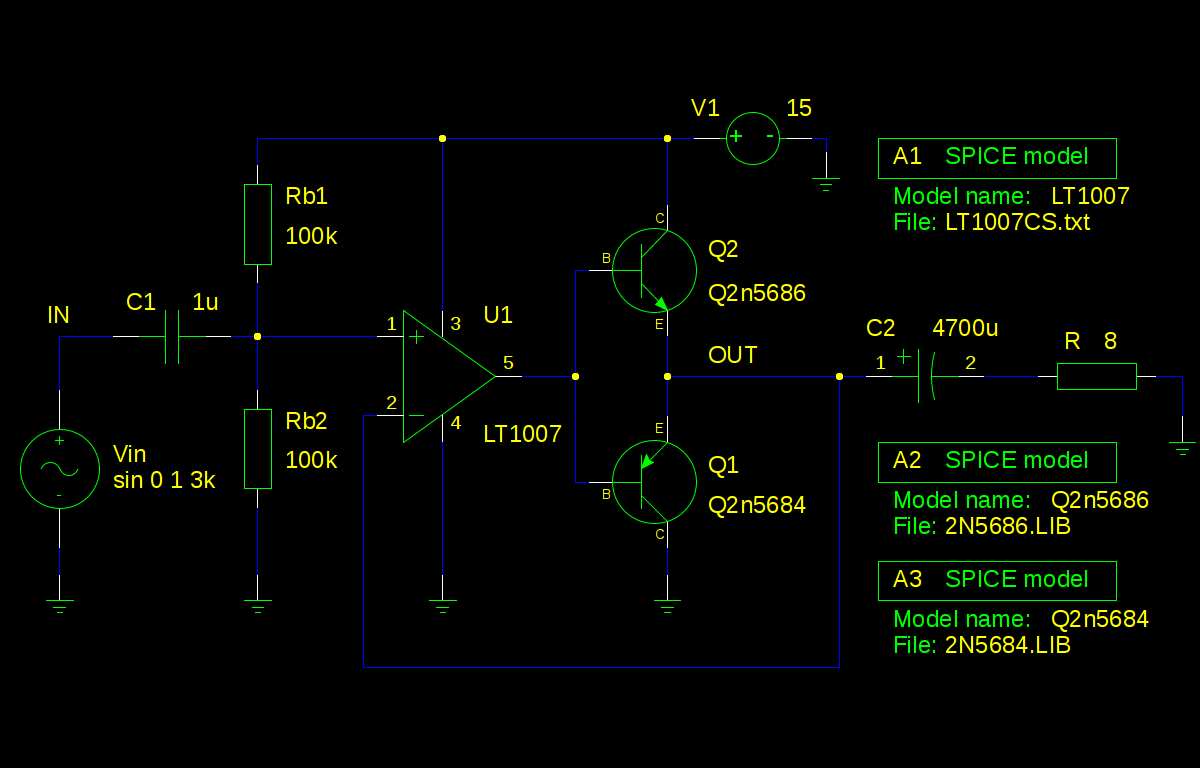 V1 15
A1 SPICE model
Model name: LT1007
File: LT1007CS.txt
Rb1
100k
C
B
Q2
Q2n5686
E
IN
C1 1u
1
+
3
U1
5
2
4
LT1007
OUT
C2 4700u
1 + 2
R 8
Rb2
100k
Vin
sin 0 1 3k
+
-
E
B
Q1
Q2n5684
C
+ -
A2 SPICE model
Model name: Q2n5686
File: 2N5686.LIB
A3 SPICE model
Model name: Q2n5684
File: 2N5684.LIB